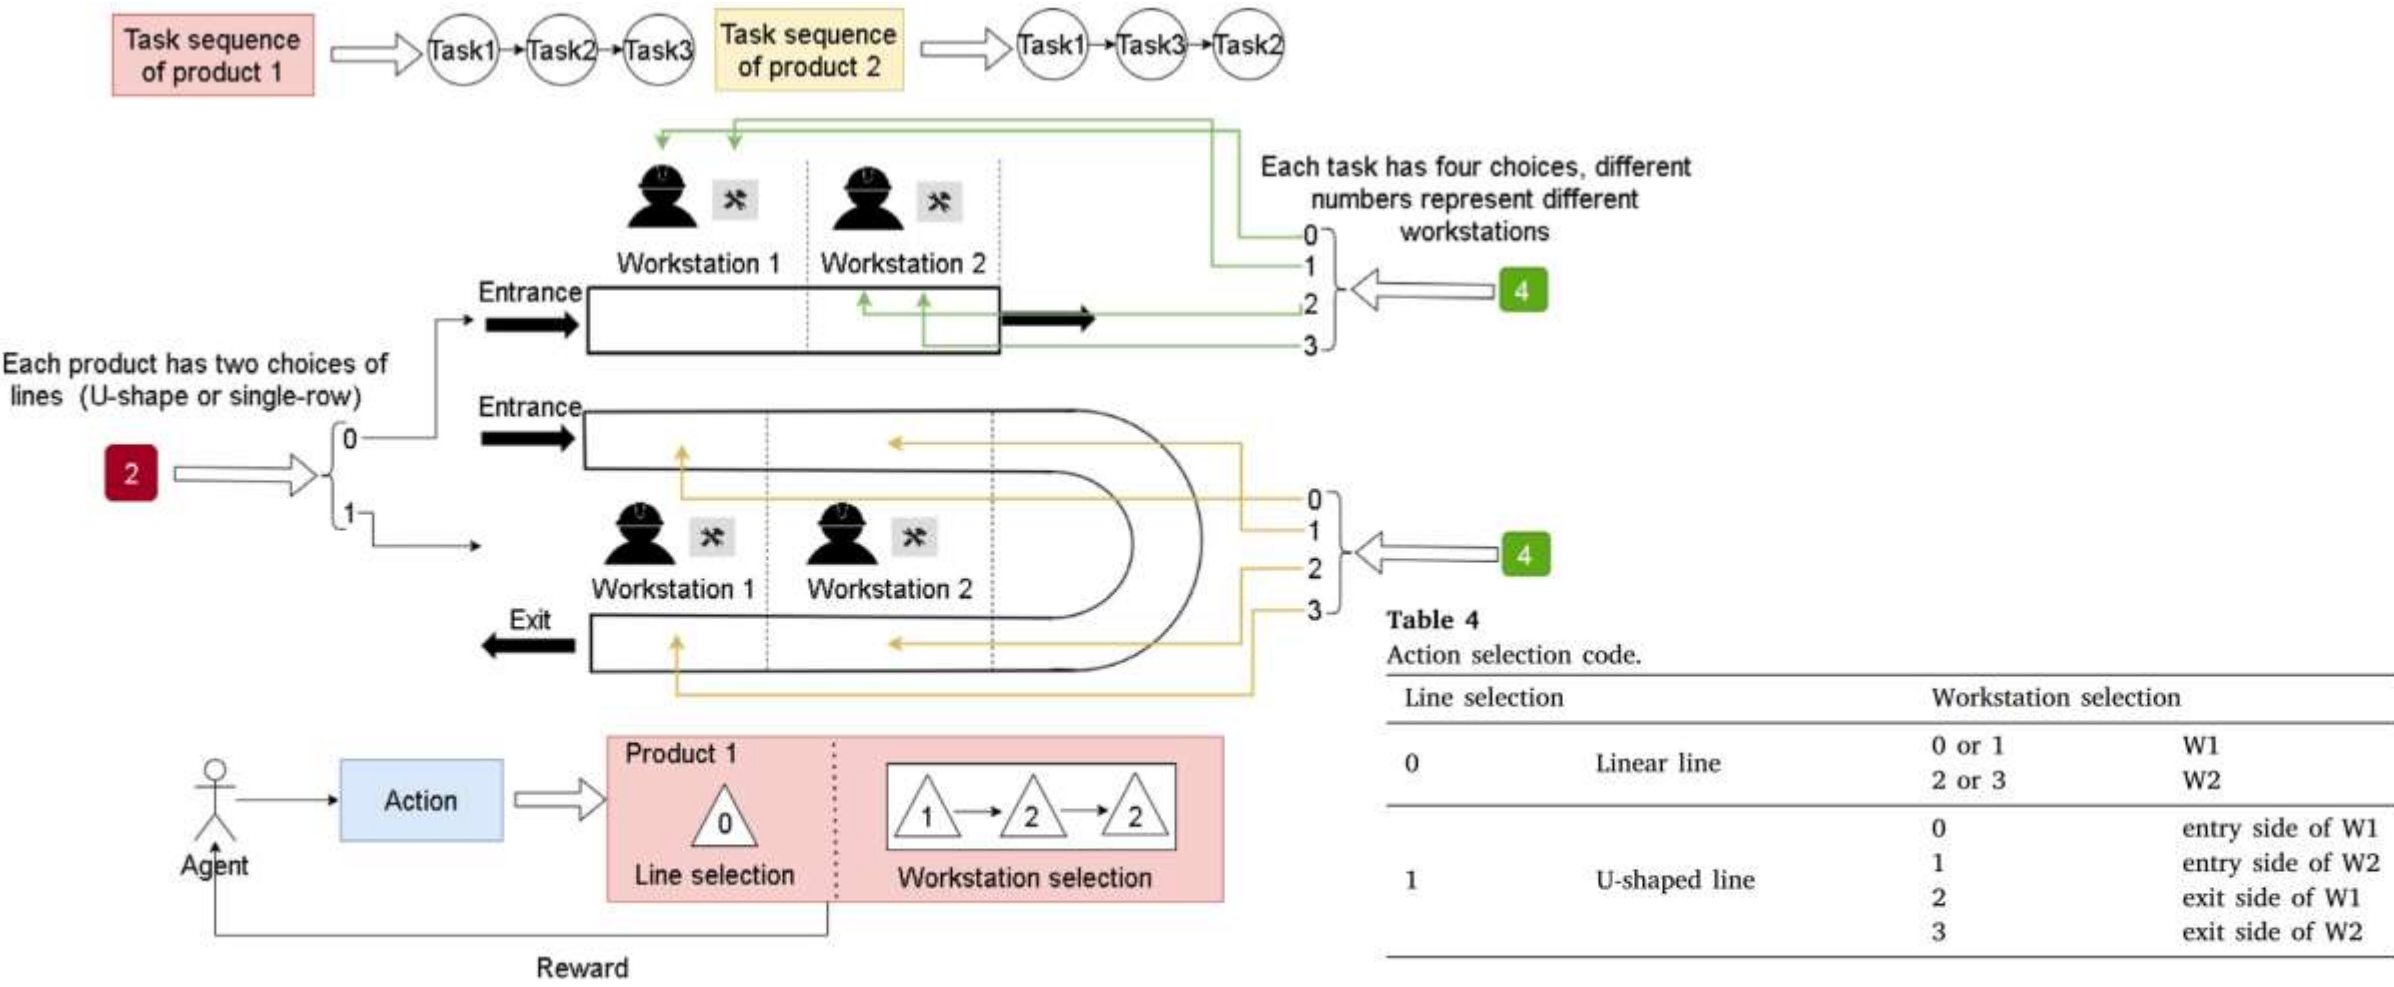 Task sequence
of product 1
Task1
Task2
Task3
Task sequence
of product 2
Task1
Task3
Task2
Each task has four choices, different
numbers represent different
workstations
Workstation 1
Workstation 2
0
1
2
3
4
Entrance
Each product has two choices of
lines (U-shape or single-row)
2
0
1
Entrance
Workstation 1
Workstation 2
Exit
0
1
2
3
4
Table 4
Action selection code.
Line selection Workstation selection
0 Linear line 0 or 1 W1
2 or 3 W2
1 U-shaped line 0 entry side of W1
1 entry side of W2
2 exit side of W1
3 exit side of W2
Agent
Action
Product 1
0
Line selection
1
2
2
Workstation selection
Reward